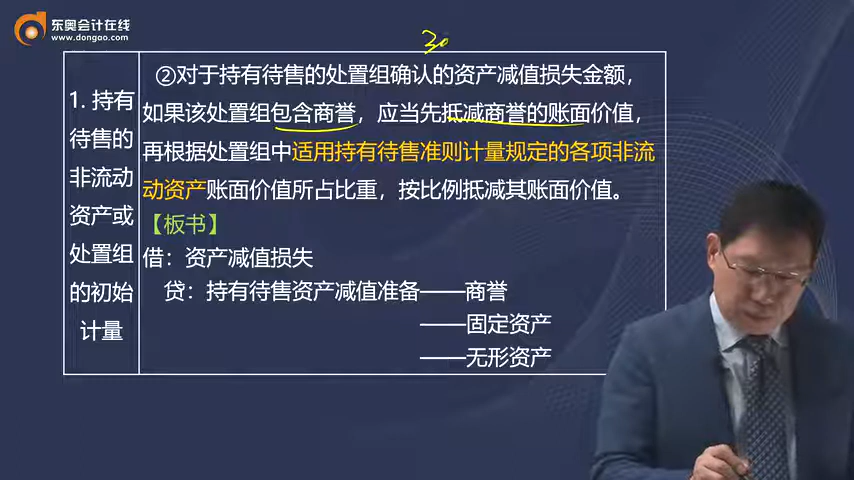 东奥会计在线
www.dongao.com
30
1. 持有
待售的
非流动
资产或
处置组
的初始
计量
②对于持有待售的处置组确认的资产减值损失金额，
如果该处置组包含商誉，应当先抵减商誉的账面价值，
再根据处置组中适用持有待售准则计量规定的各项非流
动资产账面价值所占比重，按比例抵减其账面价值。
【板书】
借：资产减值损失
贷：持有待售资产减值准备——商誉
——固定资产
——无形资产